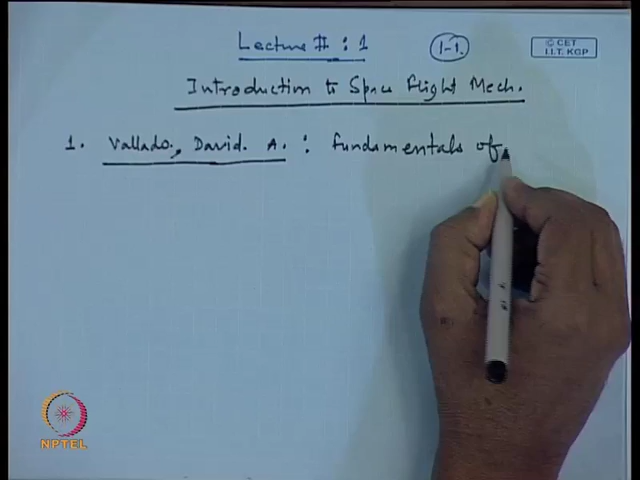 Lecture # : 1
1-1.
© CET
I.I.T. KGP
Introduction to Space Flight Mech.
1. Vallado, David. A. : Fundamentals of
NPTEL